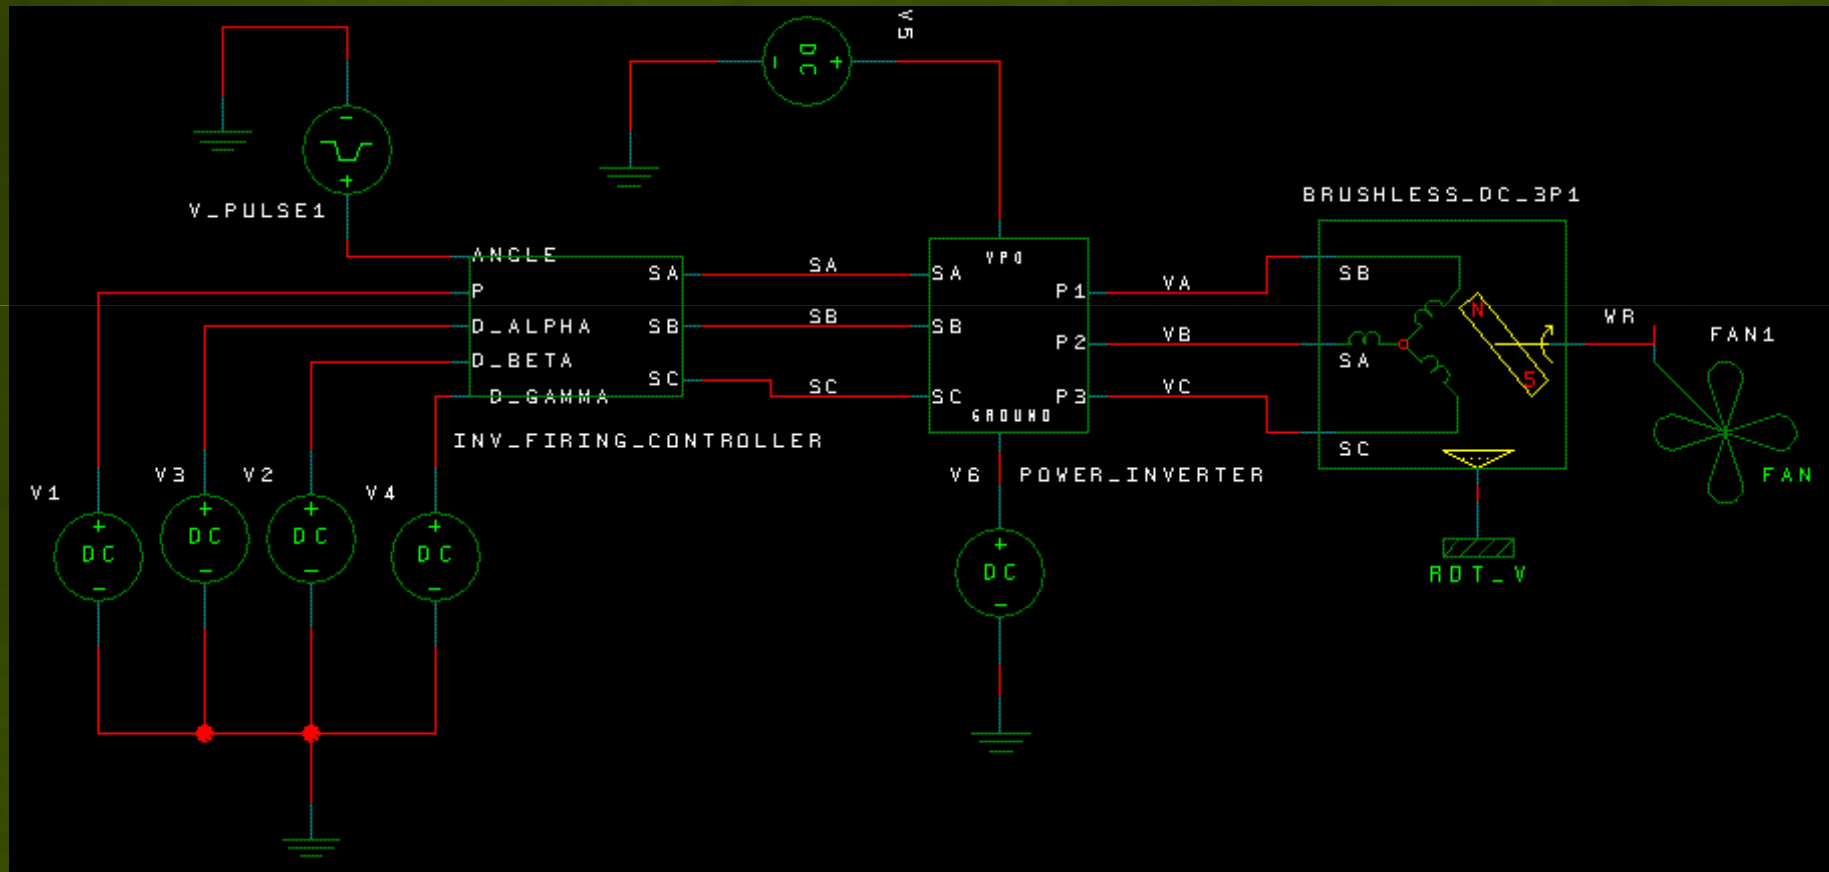 V5
DC
V_PULSE1
BRUSHLESS_DC_3P1
ANGLE
P
D_ALPHA
D_BETA
D_GAMMA
SA
SB
SC
INV_FIRING_CONTROLLER
SA
SB
SC
VPO
SA
SB
SC
P1
P2
P3
GROUND
POWER_INVERTER
VA
VB
VC
SB
SA
SC
N
S
WR
FAN1
FAN
ROT_V
V1
DC
V3
DC
V2
DC
V4
DC
V6
DC